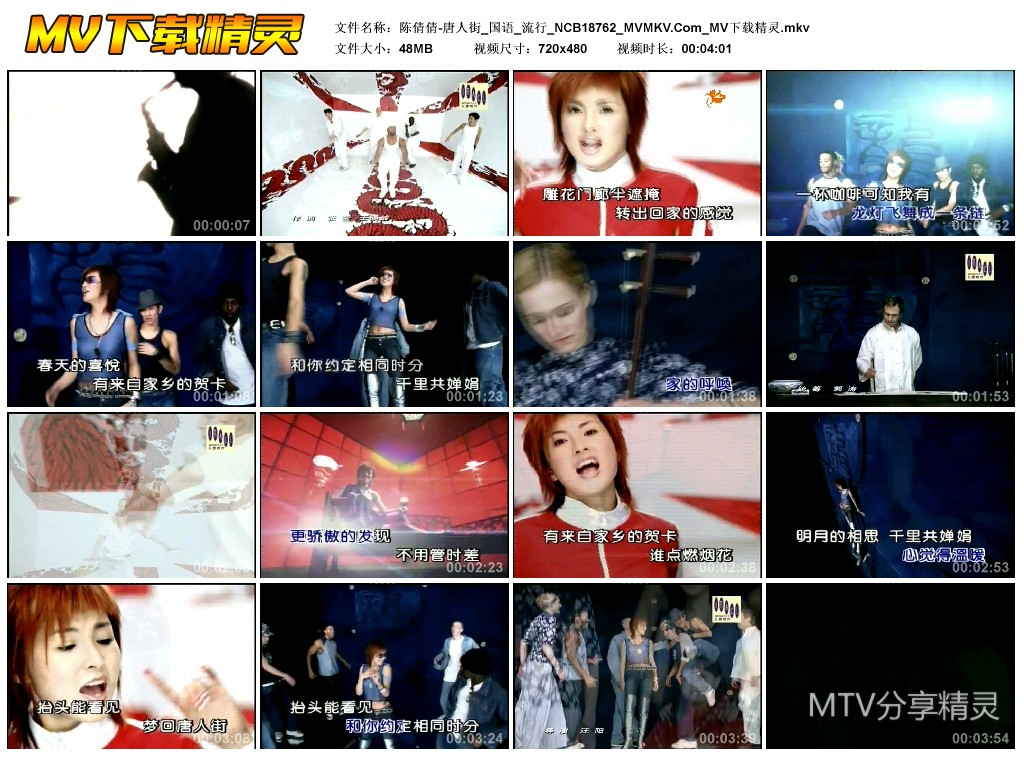 MV下载精灵
文件名称：陈倩倩-唐人街_国语_流行_NCB18762_MVMKV.Com_MV下载精灵.mkv
文件大小：48MB 视频尺寸：720x480 视频时长：00:04:01
00:00:07
雕花门廊半遮掩
转出回家的感觉
一杯咖啡可知我有
龙灯飞舞成一条链
春天的喜悦
有来自家乡的贺卡
00:01:08
和你约定相同时分
千里共婵娟
00:01:23
家的呼唤
00:01:38
00:01:53
更骄傲的发现
不用管时差
00:02:23
有来自家乡的贺卡
谁点燃烟花
00:02:38
明月的相思 千里共婵娟
心觉得温暖
00:02:53
抬头能看见
梦回唐人街
00:03:08
抬头能看见
和你约定相同时分
00:03:24
导演 汪阳
00:03:39
MTV分享精灵
00:03:54